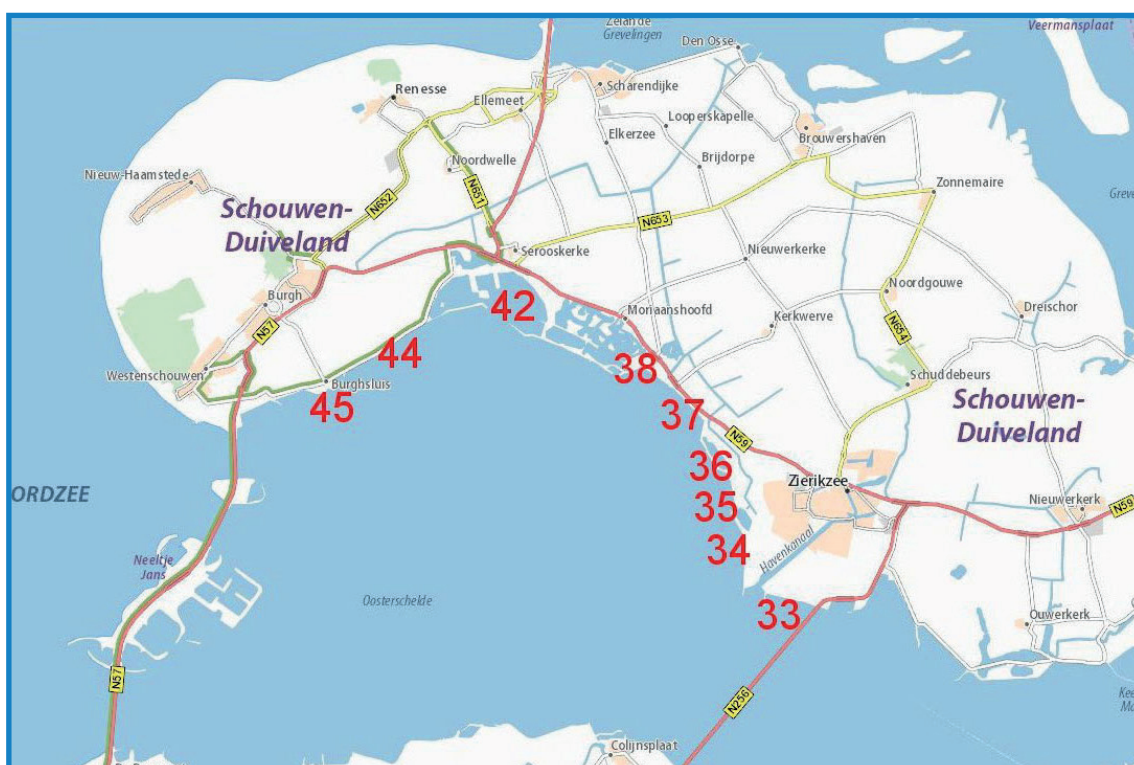 Zelande
Grevelingen
Veermansplaat
Den Osse
Renesse
Ellemeet
Scharendijke
Looperskapelle
Elkerzee
Brouwershaven
Noordwelle
Brijdorpe
Nieuw-Haamstede
Zonnemaire
Schouwen-
Duiveland
N652
N651
N653
Serooskerke
Nieuwerkerke
Noordgouwe
Burgh
42
Moriaanshoofd
Kerkwerve
Dreischor
N57
N654
44
38
Westenschouwen
Burghsluis
Schuddebeurs
45
37
Schouwen-
Duiveland
N59
36
Zierikzee
ORDZEE
35
Nieuwerkerk
N59
34
Havenkanaal
Neeltje
Jans
Oosterschelde
33
Ouwerkerk
N57
N256
Colijnsplaat